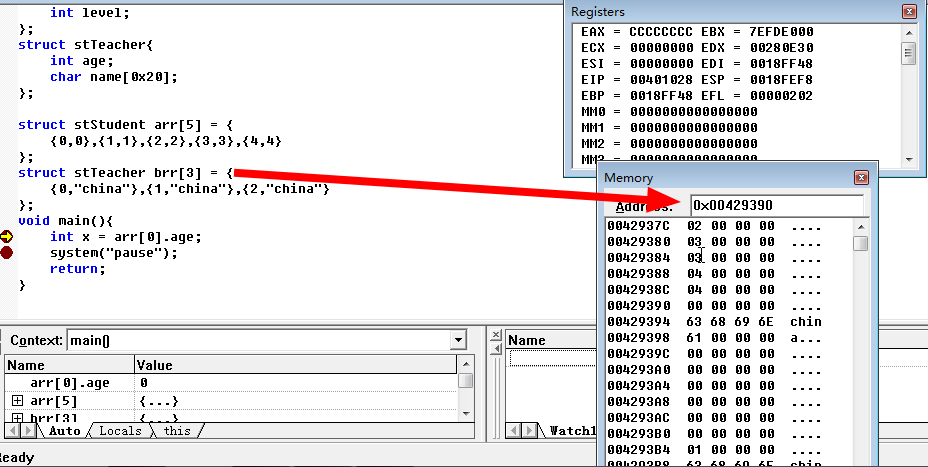 int level;
};
struct stTeacher{
int age;
char name[0x20];
};
struct stStudent arr[5] = {
{0,0},{1,1},{2,2},{3,3},{4,4}
};
struct stTeacher brr[3] = {
{0,"china"},{1,"china"},{2,"china"}
};
void main(){
int x = arr[0].age;
system("pause");
return;
}
Registers
EAX = CCCCCCCC EBX = 7EFDE000
ECX = 00000000 EDX = 00280E30
ESI = 00000000 EDI = 0018FF48
EIP = 00401028 ESP = 0018FEF8
EBP = 0018FF48 EFL = 00000202
MM0 = 0000000000000000
MM1 = 0000000000000000
MM2 = 0000000000000000
MM3 = 0000000000000000
Memory
Address: 0x00429390
0042937C 02 00 00 00 ....
00429380 03 00 00 00 ....
00429384 03 00 00 00 ....
00429388 04 00 00 00 ....
0042938C 04 00 00 00 ....
00429390 00 00 00 00 ....
00429394 63 68 69 6E chin
00429398 61 00 00 00 a...
0042939C 00 00 00 00 ....
004293A0 00 00 00 00 ....
004293A4 00 00 00 00 ....
004293A8 00 00 00 00 ....
004293AC 00 00 00 00 ....
004293B0 00 00 00 00 ....
004293B4 01 00 00 00 ....
004293B8 63 68 69 6E chin
Context: main()
Name Value
arr[0].age 0
arr[5] {...}
brr[3] {...}
Auto Locals this
Name
Watch1
Ready